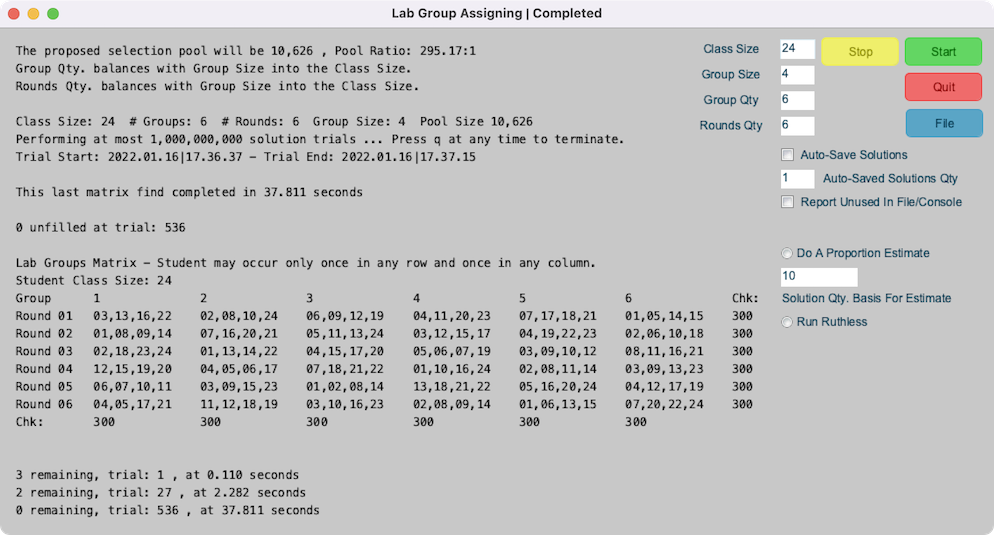 Lab Group Assigning | Completed
The proposed selection pool will be 10,626 , Pool Ratio: 295.17:1
Group Qty. balances with Group Size into the Class Size.
Rounds Qty. balances with Group Size into the Class Size.
Class Size: 24 # Groups: 6 # Rounds: 6 Group Size: 4 Pool Size 10,626
Performing at most 1,000,000,000 solution trials ... Press q at any time to terminate.
Trial Start: 2022.01.16|17.36.37 – Trial End: 2022.01.16|17.37.15
This last matrix find completed in 37.811 seconds
0 unfilled at trial: 536
Lab Groups Matrix – Student may occur only once in any row and once in any column.
Student Class Size: 24
Group 1 2 3 4 5 6 Chk:
Round 01 03,13,16,22 02,08,10,24 06,09,12,19 04,11,20,23 07,17,18,21 01,05,14,15 300
Round 02 01,08,09,14 07,16,20,21 05,11,13,24 03,12,15,17 04,19,22,23 02,06,10,18 300
Round 03 02,18,23,24 01,13,14,22 04,15,17,20 05,06,07,19 03,09,10,12 08,11,16,21 300
Round 04 12,15,19,20 04,05,06,17 07,18,21,22 01,10,16,24 02,08,11,14 03,09,13,23 300
Round 05 06,07,10,11 03,09,15,23 01,02,08,14 13,18,21,22 05,16,20,24 04,12,17,19 300
Round 06 04,05,17,21 11,12,18,19 03,10,16,23 02,08,09,14 01,06,13,15 07,20,22,24 300
Chk: 300 300 300 300 300 300
3 remaining, trial: 1 , at 0.110 seconds
2 remaining, trial: 27 , at 2.282 seconds
0 remaining, trial: 536 , at 37.811 seconds
Class Size 24 Stop Start
Group Size 4 Quit
Group Qty 6
Rounds Qty 6 File
Auto-Save Solutions
1 Auto-Saved Solutions Qty
Report Unused In File/Console
Do A Proportion Estimate
10
Solution Qty. Basis For Estimate
Run Ruthless